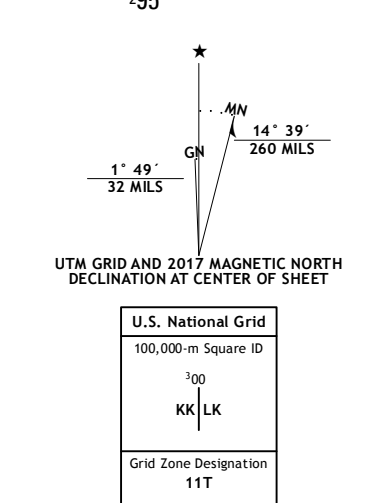 ²95
★
MN
GN
14° 39´
260 MILS
1° 49´
32 MILS
UTM GRID AND 2017 MAGNETIC NORTH
DECLINATION AT CENTER OF SHEET
U.S. National Grid
100,000-m Square ID
³00
KK LK
Grid Zone Designation
11T